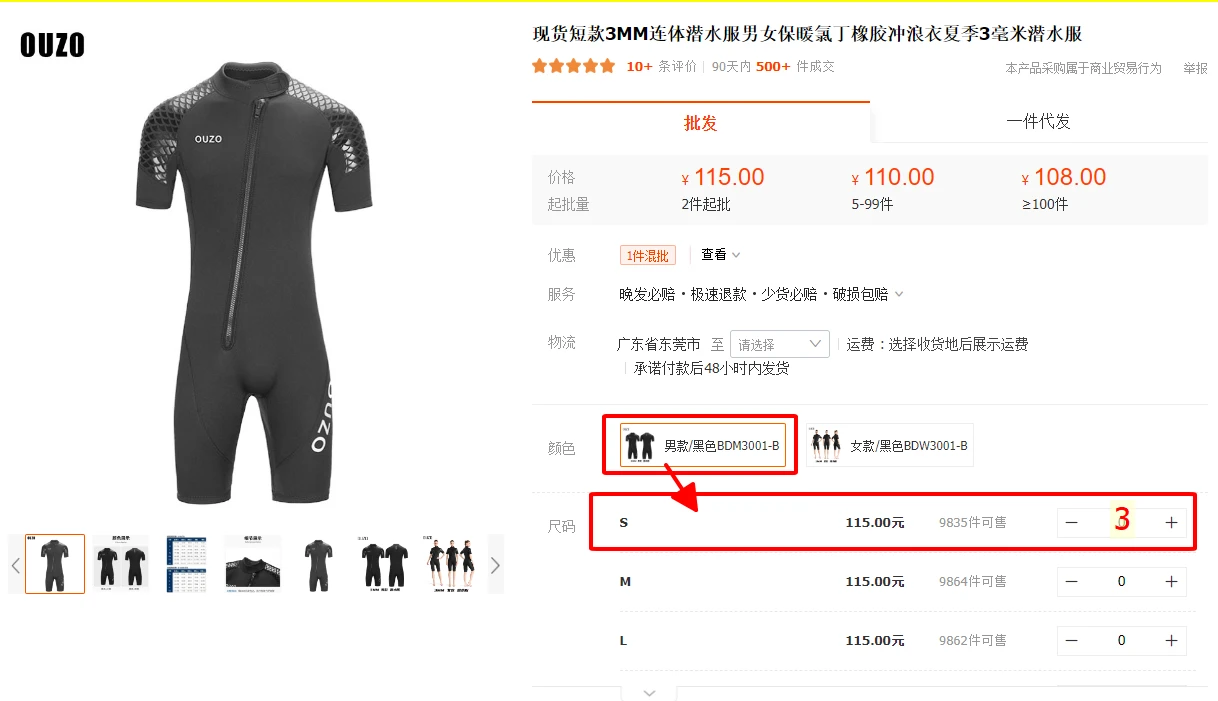 OUZO
现货短款3MM连体潜水服男女保暖氯丁橡胶冲浪衣夏季3毫米潜水服
10+ 条评价 90天内 500+ 件成交
本产品采购属于商业贸易行为 举报
批发
一件代发
价格 ¥ 115.00 ¥ 110.00 ¥ 108.00
起批量 2件起批 5-99件 ≥100件
优惠 1件混批 查看
服务 晚发必赔·极速退款·少货必赔·破损包赔
物流 广东省东莞市 至 请选择 运费：选择收货地后展示运费
承诺付款后48小时内发货
颜色 男款/黑色BDM3001-B 女款/黑色BDW3001-B
尺码 S 115.00元 9835件可售 3
M 115.00元 9864件可售 0
L 115.00元 9862件可售 0
OUZO
OUZO